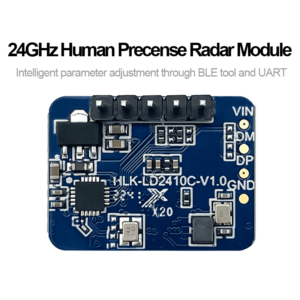 24GHz Human Precense Radar Module
Intelligent parameter adjustment through BLE tool and UART
VIN
DM
DP
GND
HLK-LD2410C-V1.0
X20